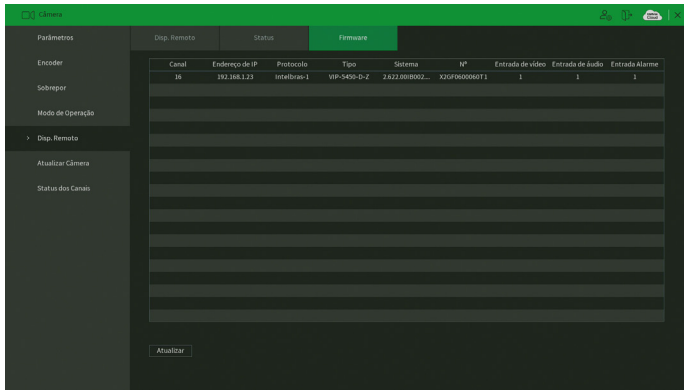 Câmera
Parâmetros
Encoder
Sobrepor
Modo de Operação
> Disp. Remoto
Atualizar Câmera
Status dos Canais
Disp. Remoto Status Firmware
Canal Endereço de IP Protocolo Tipo Sistema Nº Entrada de vídeo Entrada de áudio Entrada Alarme
16 192.168.1.23 Intelbras-1 VIP-5450-D-Z 2.622.00IB002... X2GF0600060T1 1 1 1
Atualizar